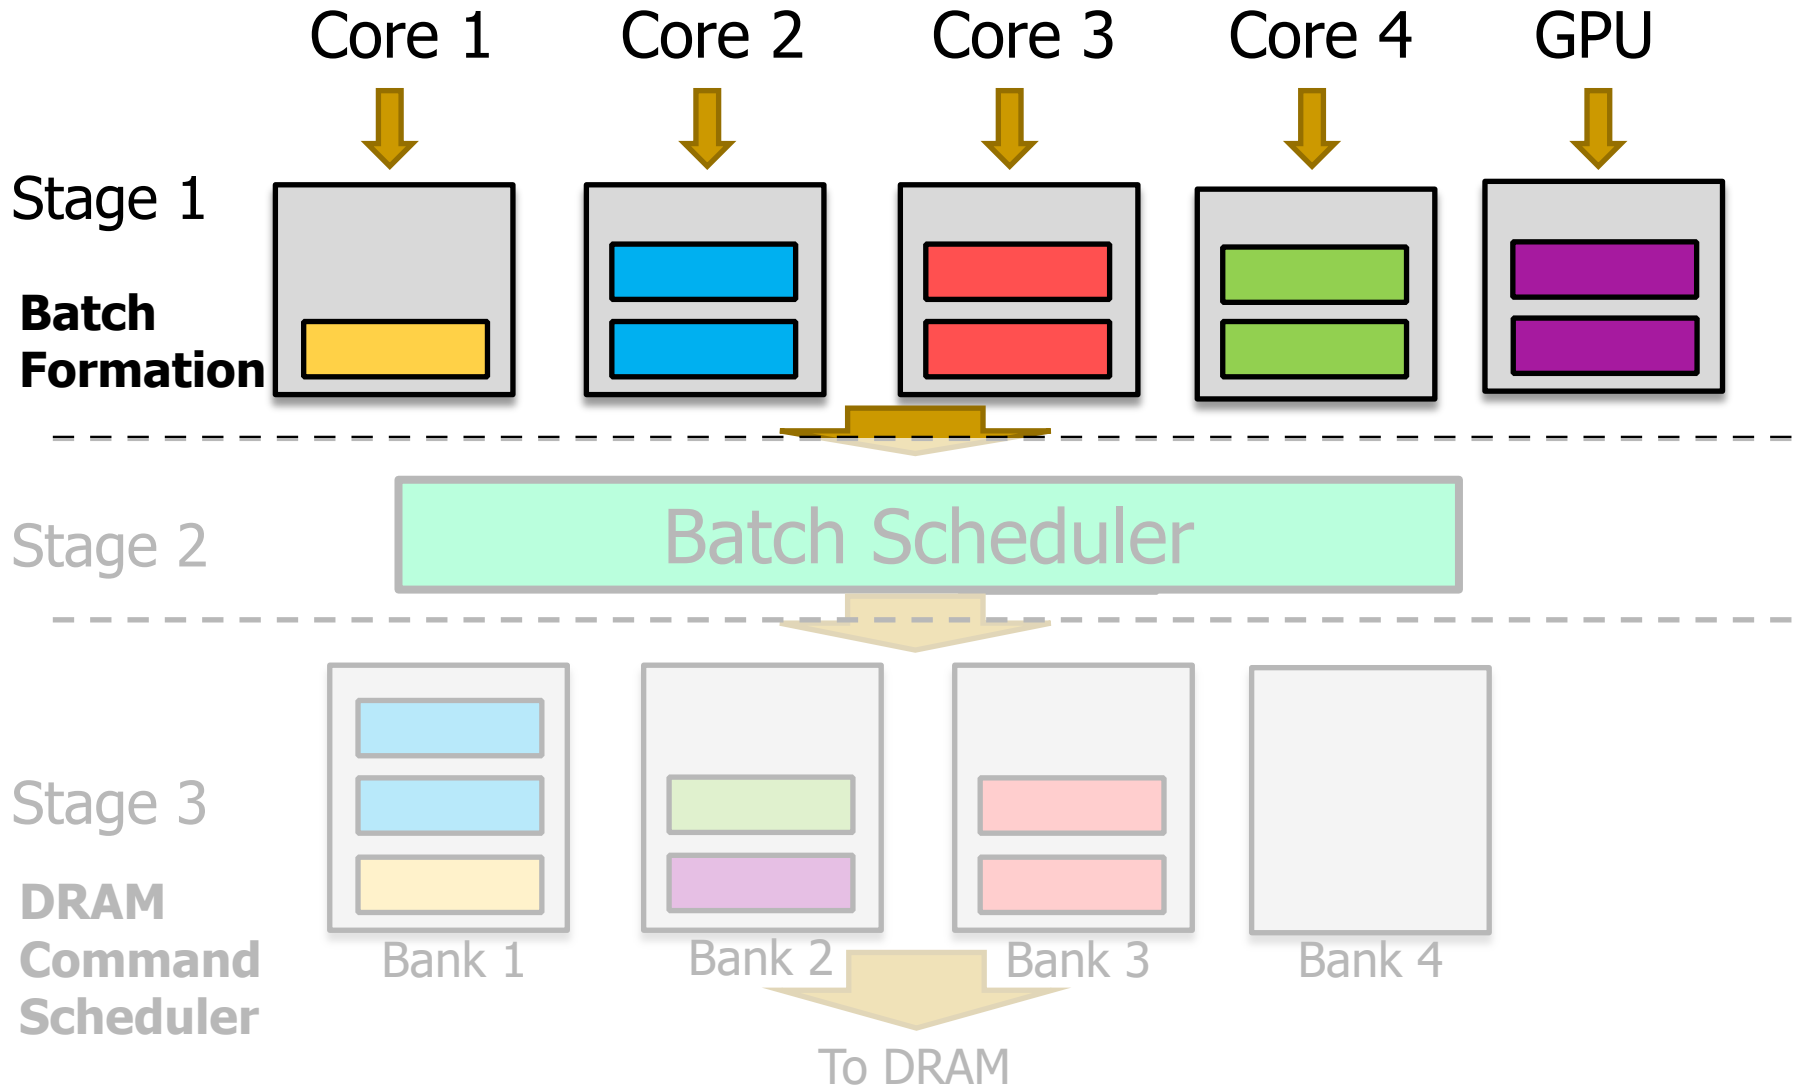 Core 1 Core 2 Core 3 Core 4 GPU
Stage 1
Batch
Formation
Stage 2
Batch Scheduler
Stage 3
DRAM
Command
Scheduler
Bank 1 Bank 2 Bank 3 Bank 4
To DRAM